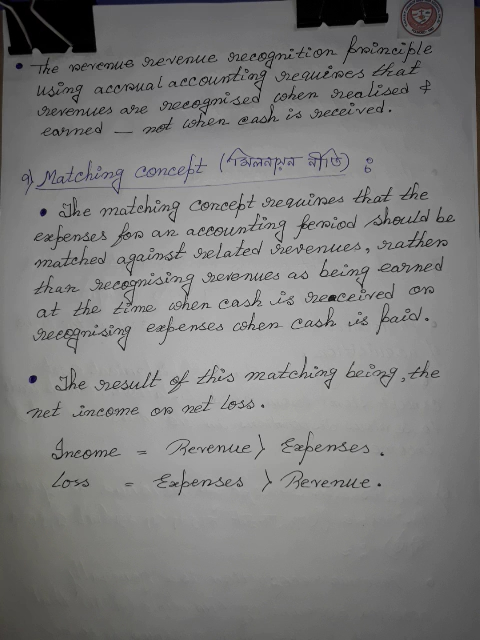 • The revenue revenue recognition principle
using accrual accounting requires that
revenues are recognised when realised &
earned — not when cash is received.
9) Matching concept (মিলনায়ন নীতি) :
• The matching concept requires that the
expenses for an accounting period should be
matched against related revenues, rather
than recognising revenues as being earned
at the time when cash is received or
recognising expenses when cash is paid.
• The result of this matching being, the
net income or net loss.
Income = Revenue > Expenses.
Loss = Expenses > Revenue.